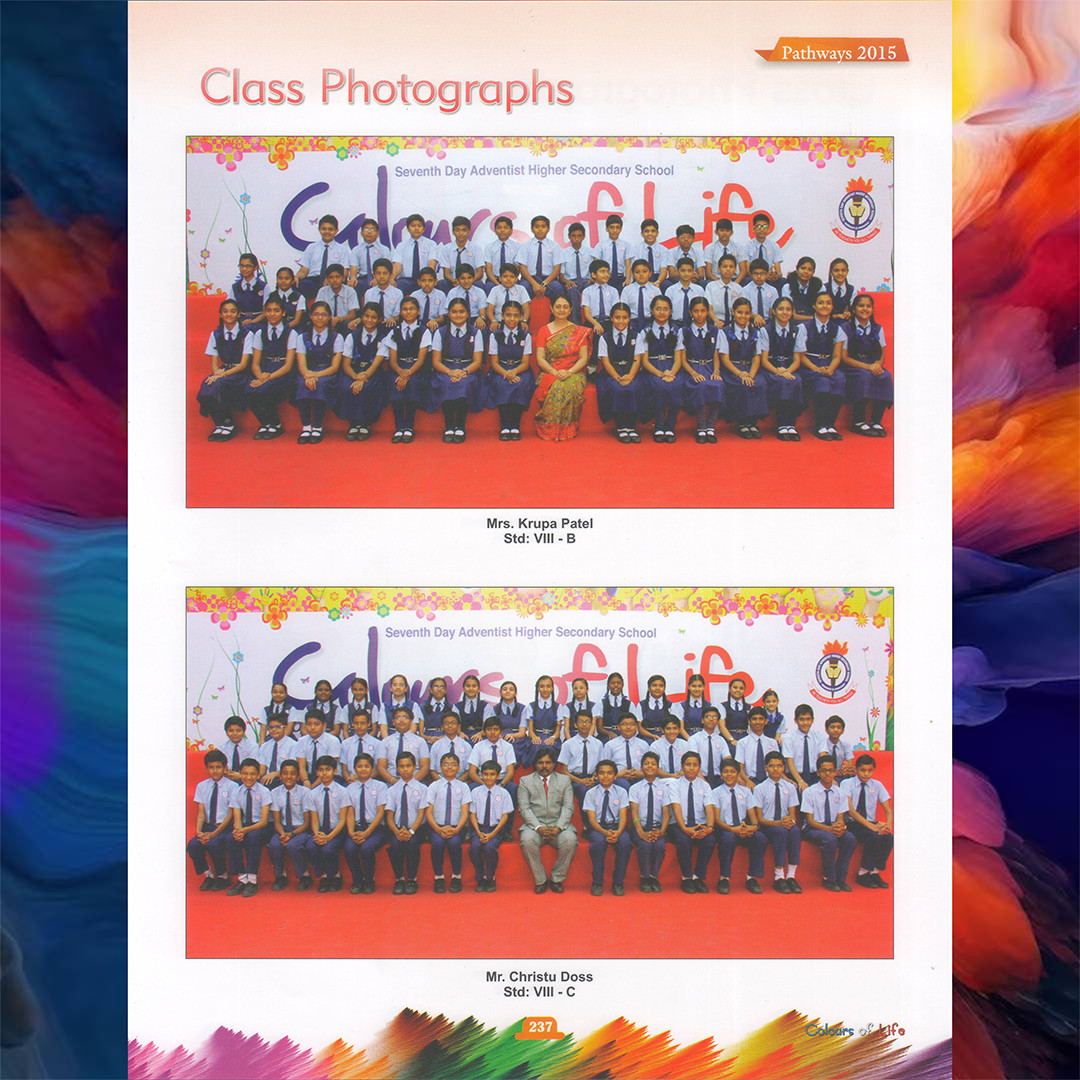 Pathways 2015
Class Photographs
Seventh Day Adventist Higher Secondary School
Colours of Life
Mrs. Krupa Patel
Std: VIII - B
Seventh Day Adventist Higher Secondary School
Colours of Life
Mr. Christu Doss
Std: VIII - C
237
Colours of Life